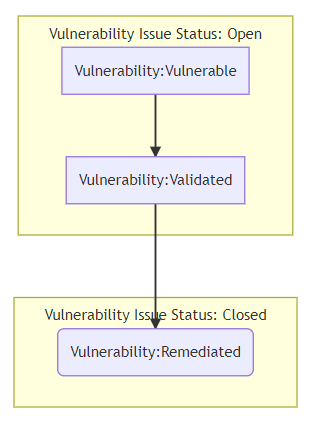 Vulnerability Issue Status: Open
Vulnerability:Vulnerable
Vulnerability:Validated
Vulnerability Issue Status: Closed
Vulnerability:Remediated